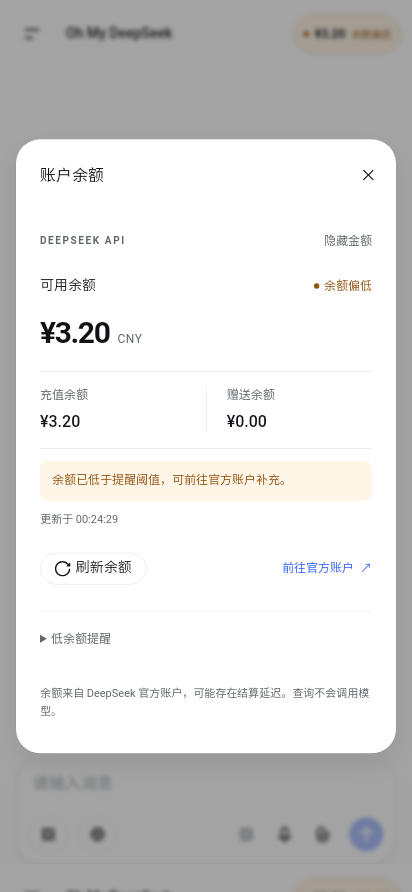 Oh My DeepSeek
¥3.20 余额偏低
账户余额
DEEPSEEK API
隐藏金额
可用余额
余额偏低
¥3.20 CNY
充值余额
赠送余额
¥3.20
¥0.00
余额已低于提醒阈值，可前往官方账户补充。
更新于 00:24:29
刷新余额
前往官方账户 ↗
低余额提醒
余额来自 DeepSeek 官方账户，可能存在结算延迟。查询不会调用模
型。
请输入消息